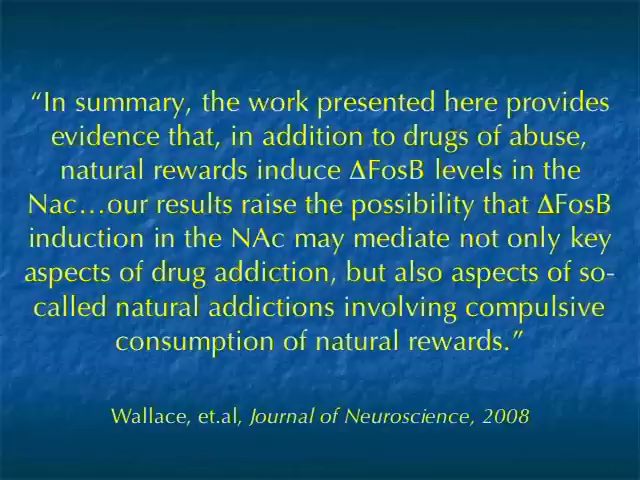 “In summary, the work presented here provides
evidence that, in addition to drugs of abuse,
natural rewards induce ΔFosB levels in the
Nac…our results raise the possibility that ΔFosB
induction in the NAc may mediate not only key
aspects of drug addiction, but also aspects of so-
called natural addictions involving compulsive
consumption of natural rewards.”
Wallace, et.al, Journal of Neuroscience, 2008